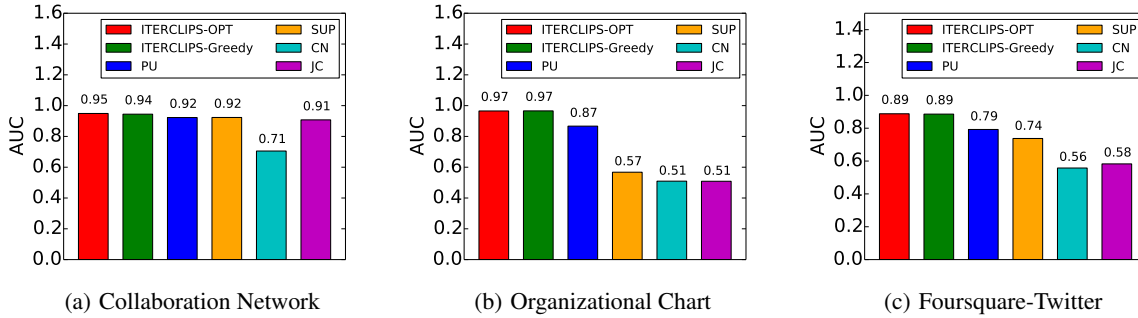 AUC
1.6
1.4
1.2
1.0
0.8
0.6
0.4
0.2
0.0
ITERCLIPS-OPT
ITERCLIPS-Greedy
PU
SUP
CN
JC
0.95
0.94
0.92
0.92
0.71
0.91
(a) Collaboration Network
AUC
1.6
1.4
1.2
1.0
0.8
0.6
0.4
0.2
0.0
ITERCLIPS-OPT
ITERCLIPS-Greedy
PU
SUP
CN
JC
0.97
0.97
0.87
0.57
0.51
0.51
(b) Organizational Chart
AUC
1.4
1.2
1.0
0.8
0.6
0.4
0.2
0.0
ITERCLIPS-OPT
ITERCLIPS-Greedy
PU
SUP
CN
JC
0.89
0.89
0.79
0.74
0.56
0.58
(c) Foursquare-Twitter